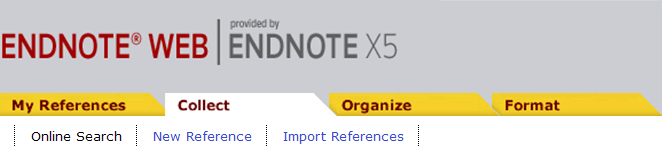 provided by
ENDNOTE® WEB | ENDNOTE X5
My References Collect Organize Format
Online Search New Reference Import References